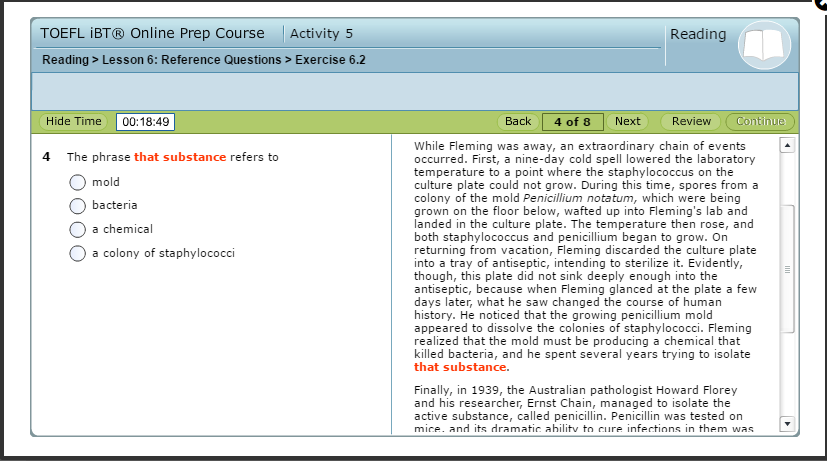 TOEFL iBT® Online Prep Course
Activity 5
Reading
Reading > Lesson 6: Reference Questions > Exercise 6.2
Hide Time
00:18:49
Back
4 of 8
Next
Review
Continue
4 The phrase that substance refers to
mold
bacteria
a chemical
a colony of staphylococci
While Fleming was away, an extraordinary chain of events
occurred. First, a nine-day cold spell lowered the laboratory
temperature to a point where the staphylococcus on the
culture plate could not grow. During this time, spores from a
colony of the mold Penicillium notatum, which were being
grown on the floor below, wafted up into Fleming's lab and
landed in the culture plate. The temperature then rose, and
both staphylococcus and penicillium began to grow. On
returning from vacation, Fleming discarded the culture plate
into a tray of antiseptic, intending to sterilize it. Evidently,
though, this plate did not sink deeply enough into the
antiseptic, because when Fleming glanced at the plate a few
days later, what he saw changed the course of human
history. He noticed that the growing penicillium mold
appeared to dissolve the colonies of staphylococci. Fleming
realized that the mold must be producing a chemical that
killed bacteria, and he spent several years trying to isolate
that substance.
Finally, in 1939, the Australian pathologist Howard Florey
and his researcher, Ernst Chain, managed to isolate the
active substance, called penicillin. Penicillin was tested on
mice, and its dramatic ability to cure infections in them was